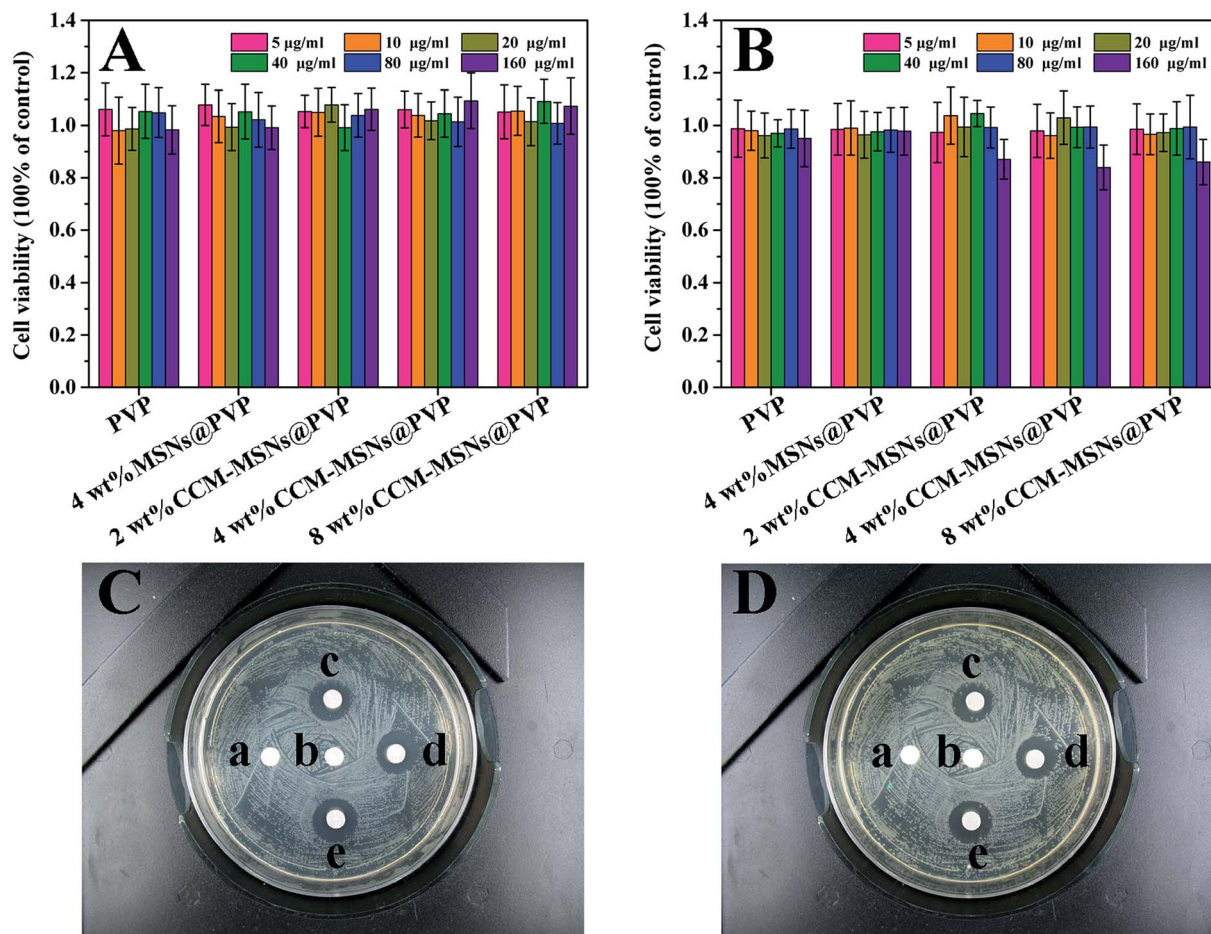 A
5 μg/ml 10 μg/ml 20 μg/ml
40 μg/ml 80 μg/ml 160 μg/ml
Cell viability (100% of control)
1.4
1.2
1.0
0.8
0.6
0.4
0.2
0.0
PVP
4 wt%MSNs@PVP
2 wt%CCM-MSNs@PVP
4 wt%CCM-MSNs@PVP
8 wt%CCM-MSNs@PVP
B
5 μg/ml 10 μg/ml 20 μg/ml
40 μg/ml 80 μg/ml 160 μg/ml
Cell viability (100% of control)
1.4
1.2
1.0
0.8
0.6
0.4
0.2
0.0
PVP
4 wt%MSNs@PVP
2 wt%CCM-MSNs@PVP
4 wt%CCM-MSNs@PVP
8 wt%CCM-MSNs@PVP
C
c
a b d
e
D
c
a b d
e